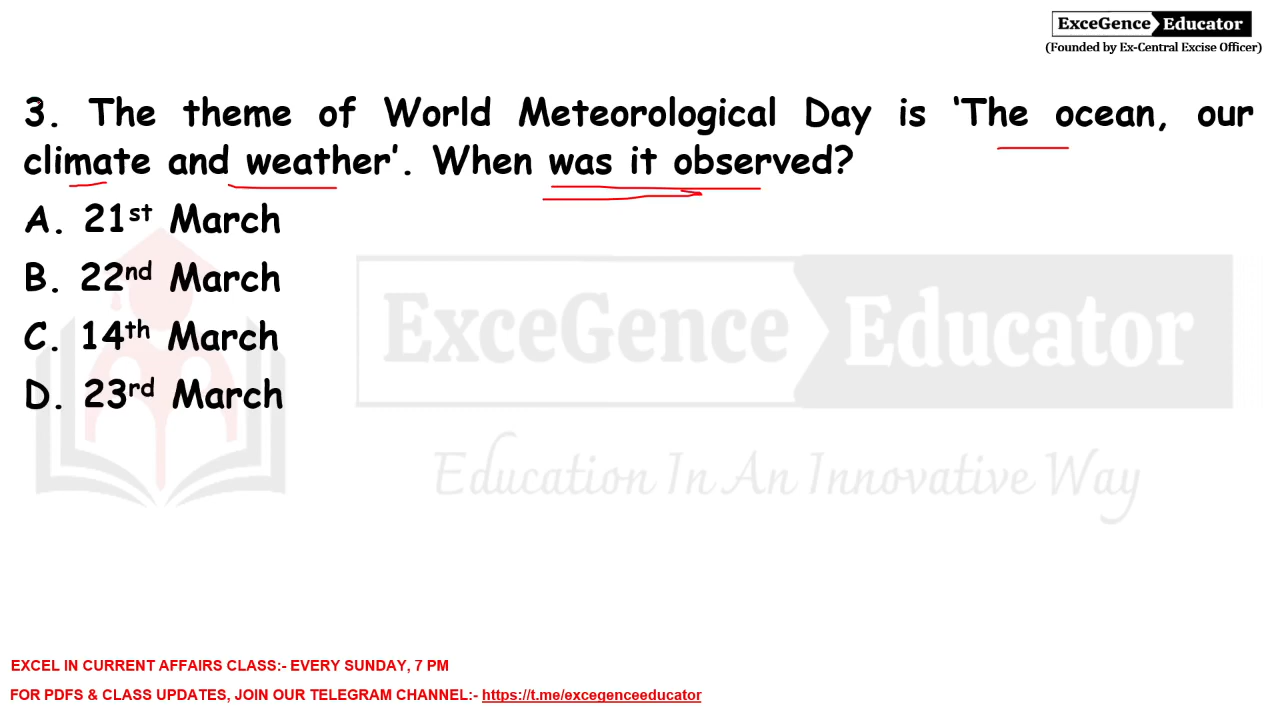 ExceGence Educator
(Founded by Ex-Central Excise Officer)
3. The theme of World Meteorological Day is ‘The ocean, our
climate and weather’. When was it observed?
A. 21st March
B. 22nd March
C. 14th March
D. 23rd March
ExceGence Educator
Education In An Innovative Way
EXCEL IN CURRENT AFFAIRS CLASS:- EVERY SUNDAY, 7 PM
FOR PDFS & CLASS UPDATES, JOIN OUR TELEGRAM CHANNEL:- https://t.me/excegenceeducator